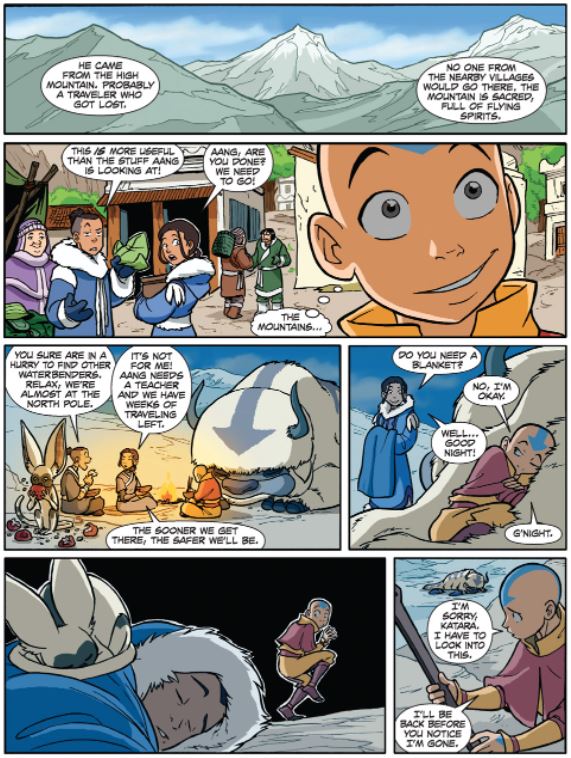 HE CAME
FROM THE HIGH
MOUNTAIN. PROBABLY
A TRAVELER WHO
GOT LOST.
NO ONE FROM
THE NEARBY VILLAGES
WOULD GO THERE. THE
MOUNTAIN IS SACRED,
FULL OF FLYING
SPIRITS.
THIS IS MORE USEFUL
THAN THE STUFF AANG
IS LOOKING AT!
AANG, ARE
YOU DONE?
WE NEED
TO GO!
THE
MOUNTAINS...
YOU SURE ARE IN A
HURRY TO FIND OTHER
WATERBENDERS.
RELAX, WE'RE
ALMOST AT THE
NORTH POLE.
IT'S NOT
FOR ME!
AANG NEEDS
A TEACHER
AND WE HAVE
WEEKS OF
TRAVELING
LEFT.
THE SOONER WE GET
THERE, THE SAFER WE'LL BE.
DO YOU NEED A
BLANKET?
NO, I'M
OKAY.
WELL...
GOOD
NIGHT!
G'NIGHT.
I'M
SORRY,
KATARA.
I HAVE TO
LOOK INTO
THIS.
I'LL BE
BACK BEFORE
YOU NOTICE
I'M GONE.